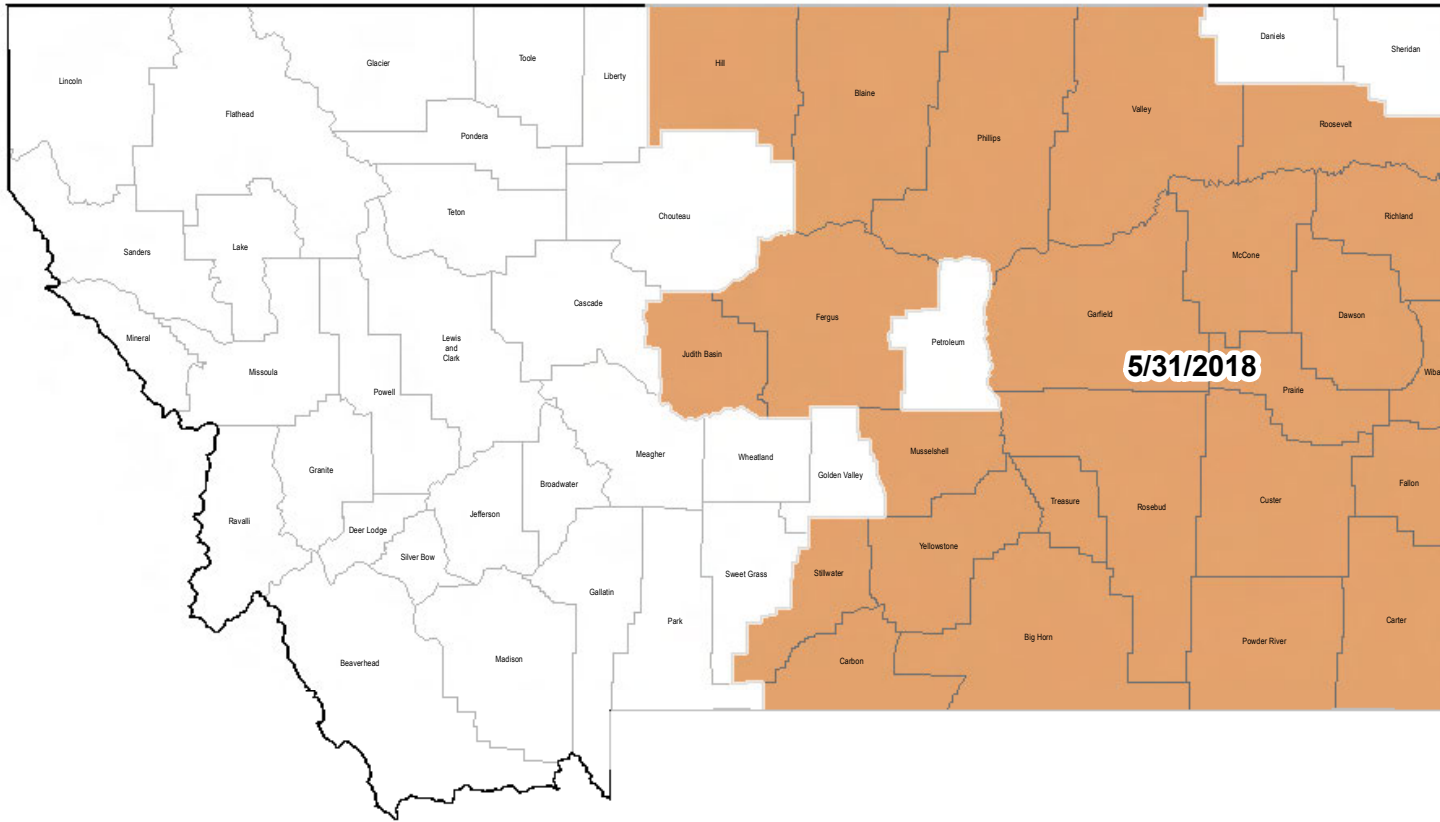 Daniels
Sheridan
Lincoln
Glacier
Toole
Liberty
Hill
Blaine
Valley
Flathead
Roosevelt
Pondera
Phillips
Teton
Chouteau
Richland
Sanders
Lake
McCone
Cascade
Fergus
Garfield
Dawson
Mineral
Lewis
and
Clark
Petroleum
Judith Basin
Missoula
5/31/2018
Wiba
Powell
Prairie
Meagher
Wheatland
Musselshell
Granite
Golden Valley
Broadwater
Fallon
Ravalli
Jefferson
Treasure
Rosebud
Custer
Deer Lodge
Silver Bow
Yellowstone
Sweet Grass
Stillwater
Gallatin
Park
Carter
Big Horn
Powder River
Beaverhead
Madison
Carbon